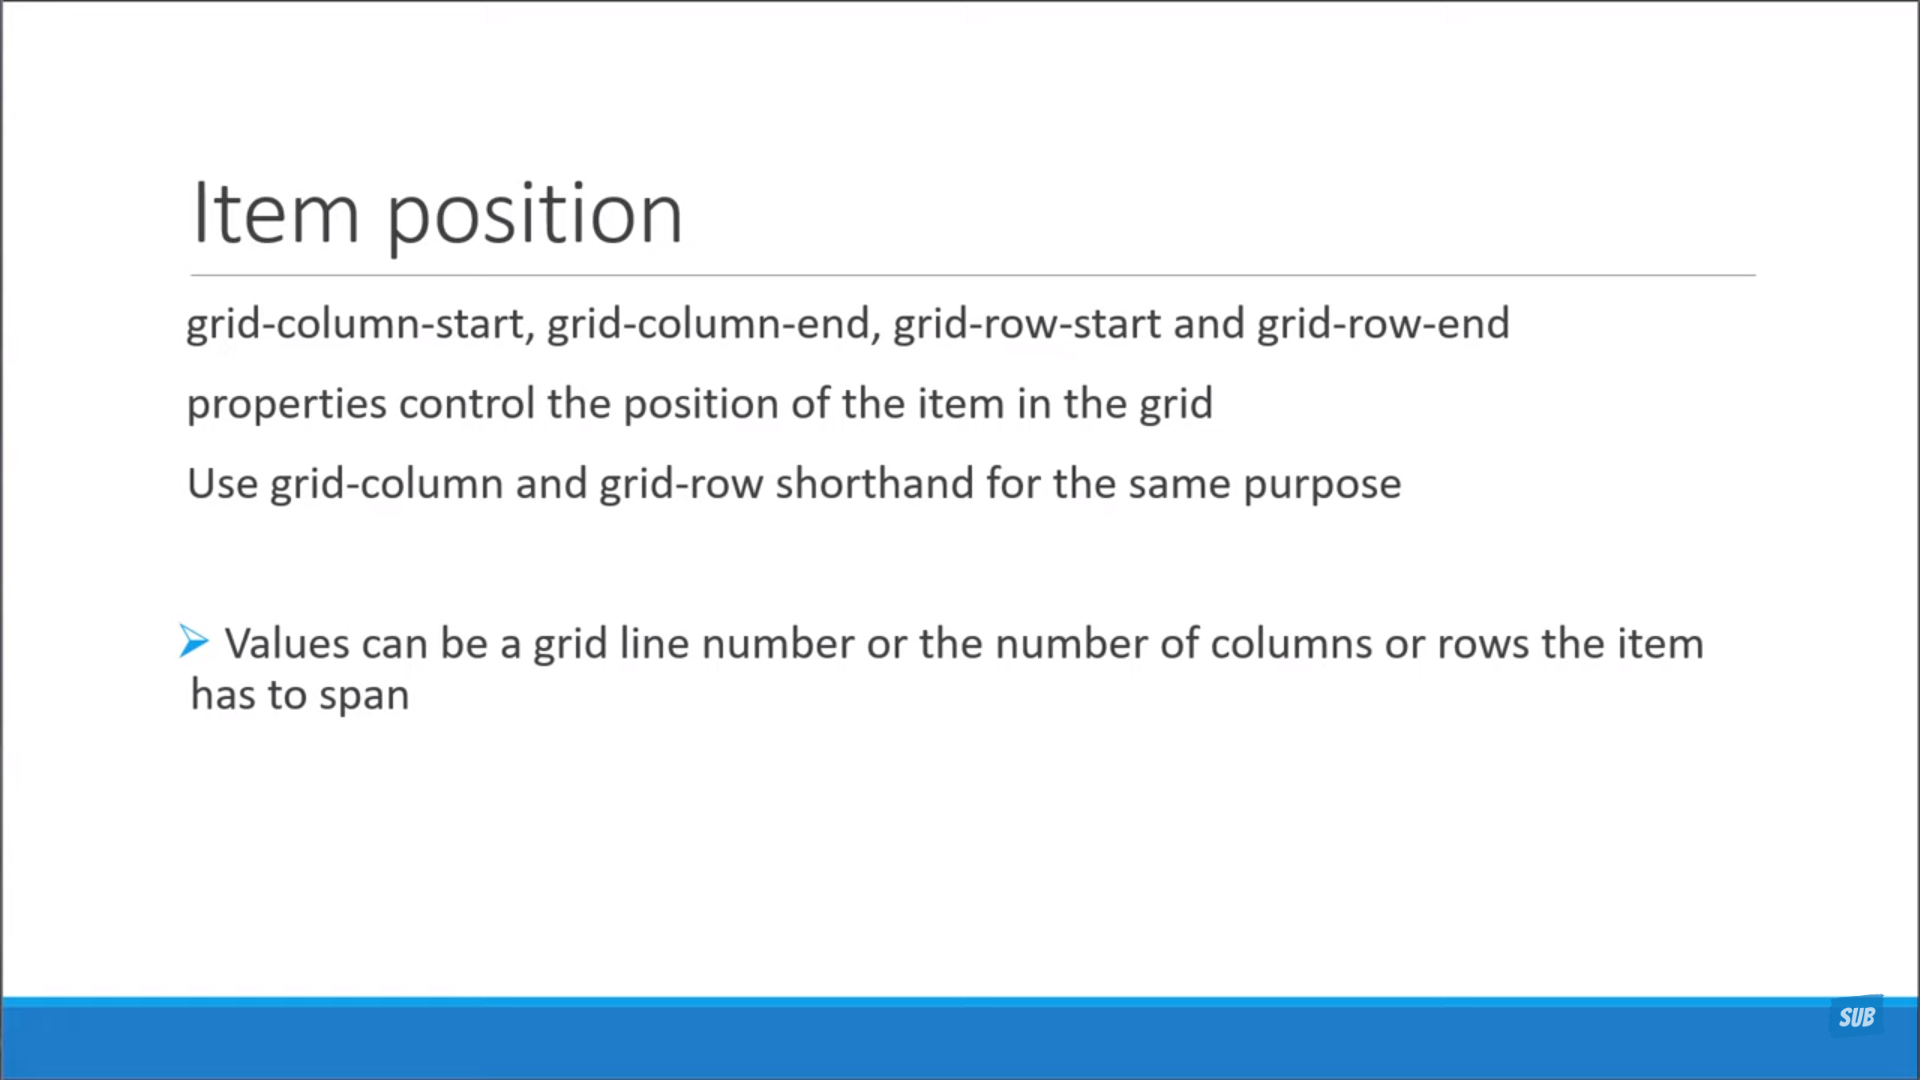 Item position
grid-column-start, grid-column-end, grid-row-start and grid-row-end
properties control the position of the item in the grid
Use grid-column and grid-row shorthand for the same purpose
Values can be a grid line number or the number of columns or rows the item
has to span
SUB